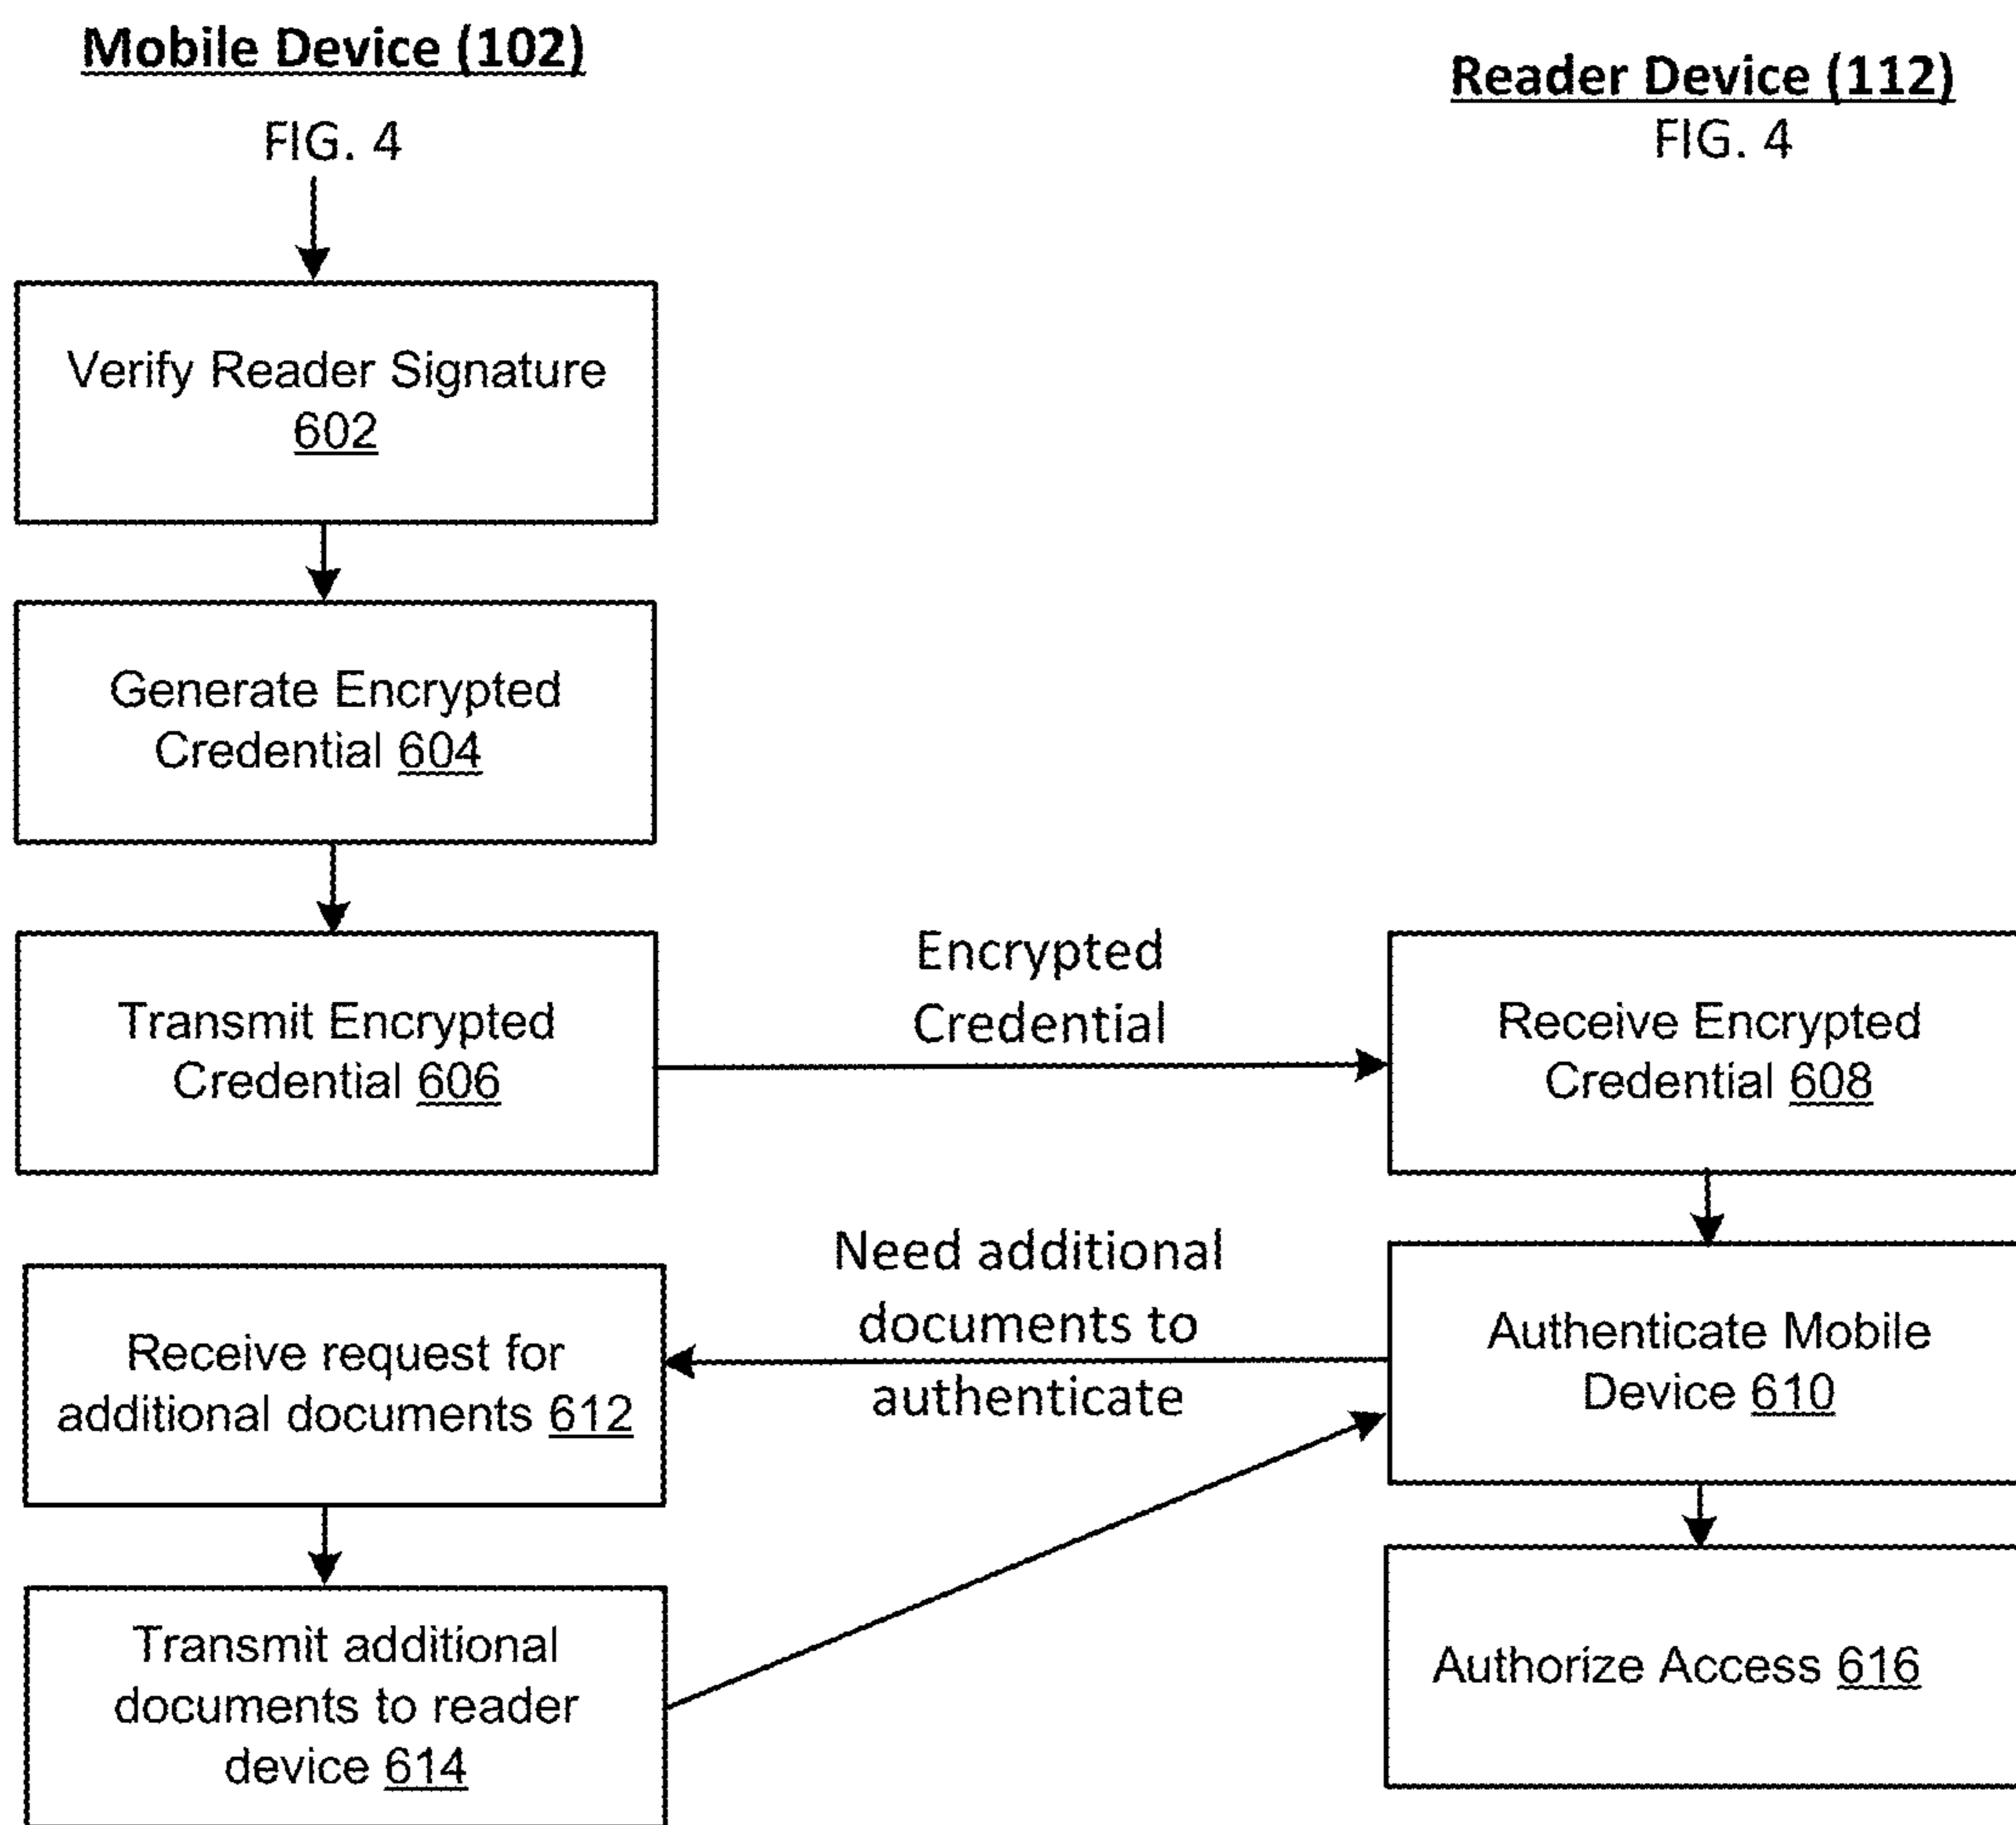 Mobile Device (102)
FIG. 4
Reader Device (112)
FIG. 4
Verify Reader Signature
602
Generate Encrypted
Credential 604
Transmit Encrypted
Credential 606
Encrypted
Credential
Receive Encrypted
Credential 608
Need additional
documents to
authenticate
Authenticate Mobile
Device 610
Receive request for
additional documents 612
Transmit additional
documents to reader
device 614
Authorize Access 616